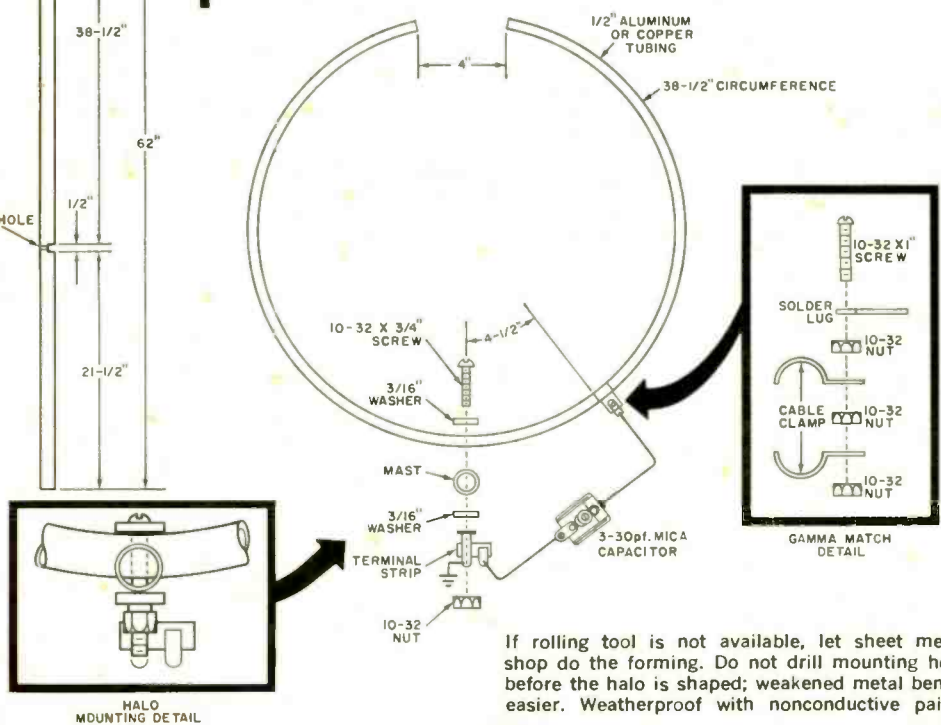 38-1/2"
62"
HOLE
1/2"
21-1/2"
1/2" ALUMINUM
OR COPPER
TUBING
4"
38-1/2" CIRCUMFERENCE
10-32 X 3/4"
SCREW
4-1/2"
3/16"
WASHER
MAST
3/16"
WASHER
TERMINAL
STRIP
10-32
NUT
3-30pf. MICA
CAPACITOR
10-32 X 1"
SCREW
SOLDER
LUG
10-32
NUT
CABLE
CLAMP
10-32
NUT
10-32
NUT
GAMMA MATCH
DETAIL
HALO
MOUNTING DETAIL
If rolling tool is not available, let sheet me
shop do the forming. Do not drill mounting h
before the halo is shaped; weakened metal ben
easier. Weatherproof with nonconductive pai